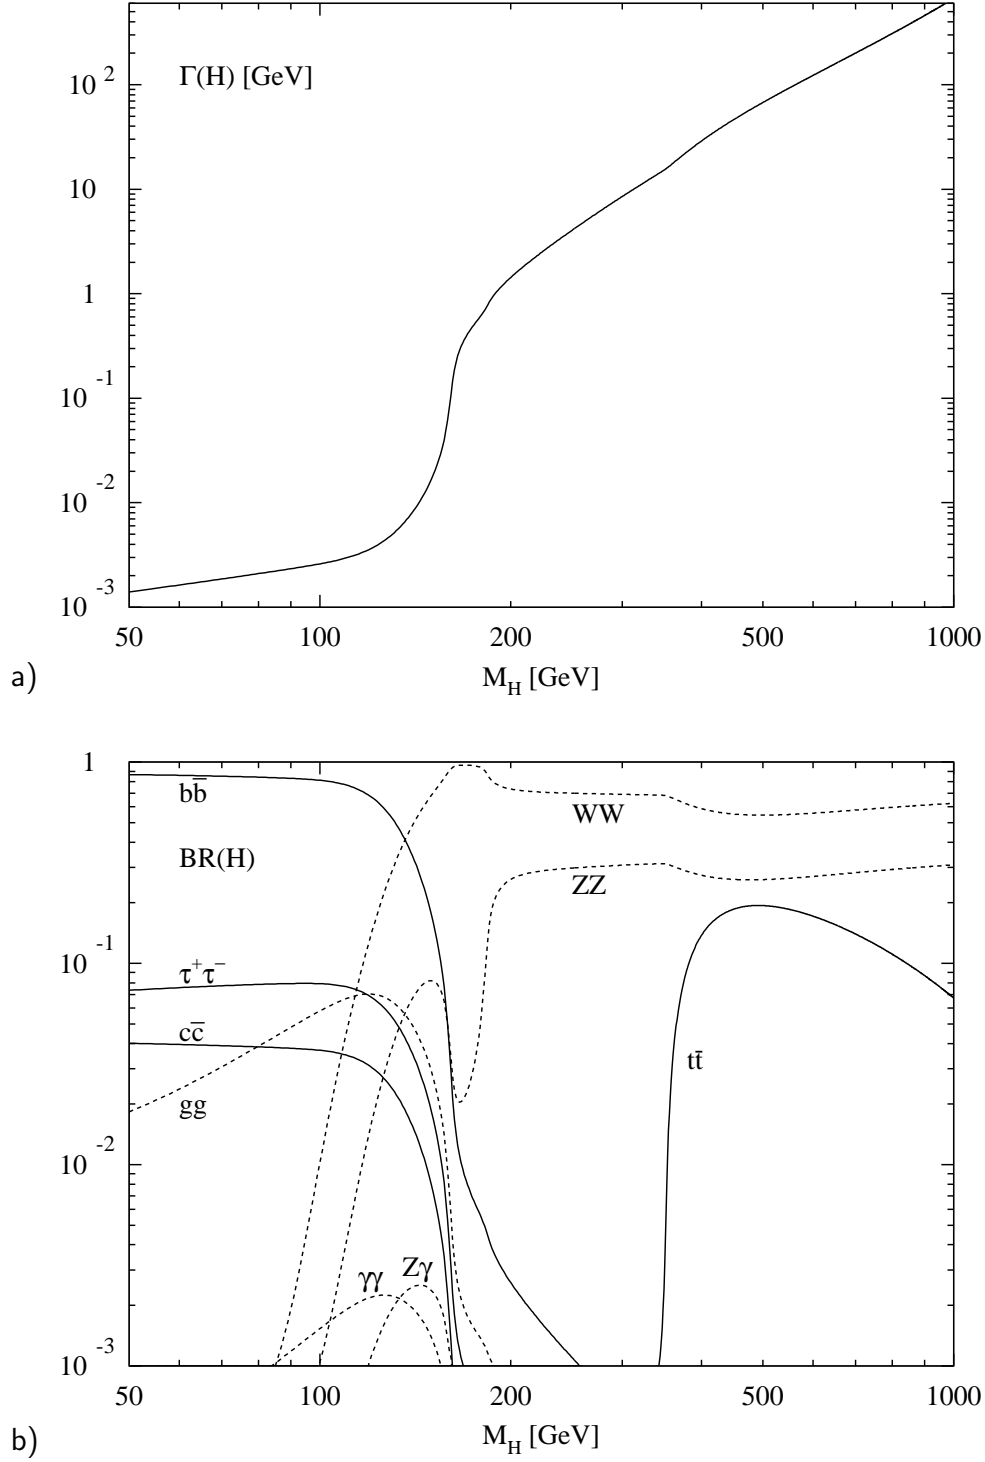 Γ(H) [GeV]
10 2
10
1
10 -1
10 -2
10 -3
50 100 200 500 1000
M_H [GeV]
a)
1
bb̄
WW
BR(H)
ZZ
10 -1
τ+τ−
cc̄
tt̄
gg
10 -2
γγ Zγ
10 -3
50 100 200 500 1000
M_H [GeV]
b)